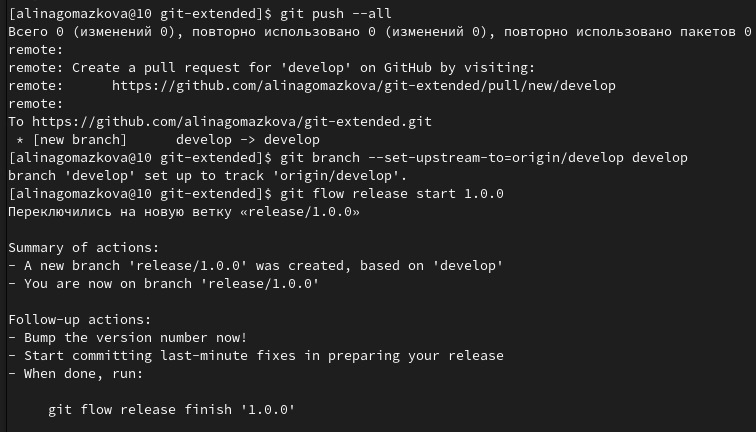 [alinagomazkova@10 git-extended]$ git push --all
Всего 0 (изменений 0), повторно использовано 0 (изменений 0), повторно использовано пакетов 0
remote:
remote: Create a pull request for 'develop' on GitHub by visiting:
remote:      https://github.com/alinagomazkova/git-extended/pull/new/develop
remote:
To https://github.com/alinagomazkova/git-extended.git
 * [new branch]      develop -> develop
[alinagomazkova@10 git-extended]$ git branch --set-upstream-to=origin/develop develop
branch 'develop' set up to track 'origin/develop'.
[alinagomazkova@10 git-extended]$ git flow release start 1.0.0
Переключились на новую ветку «release/1.0.0»

Summary of actions:
- A new branch 'release/1.0.0' was created, based on 'develop'
- You are now on branch 'release/1.0.0'

Follow-up actions:
- Bump the version number now!
- Start committing last-minute fixes in preparing your release
- When done, run:

     git flow release finish '1.0.0'